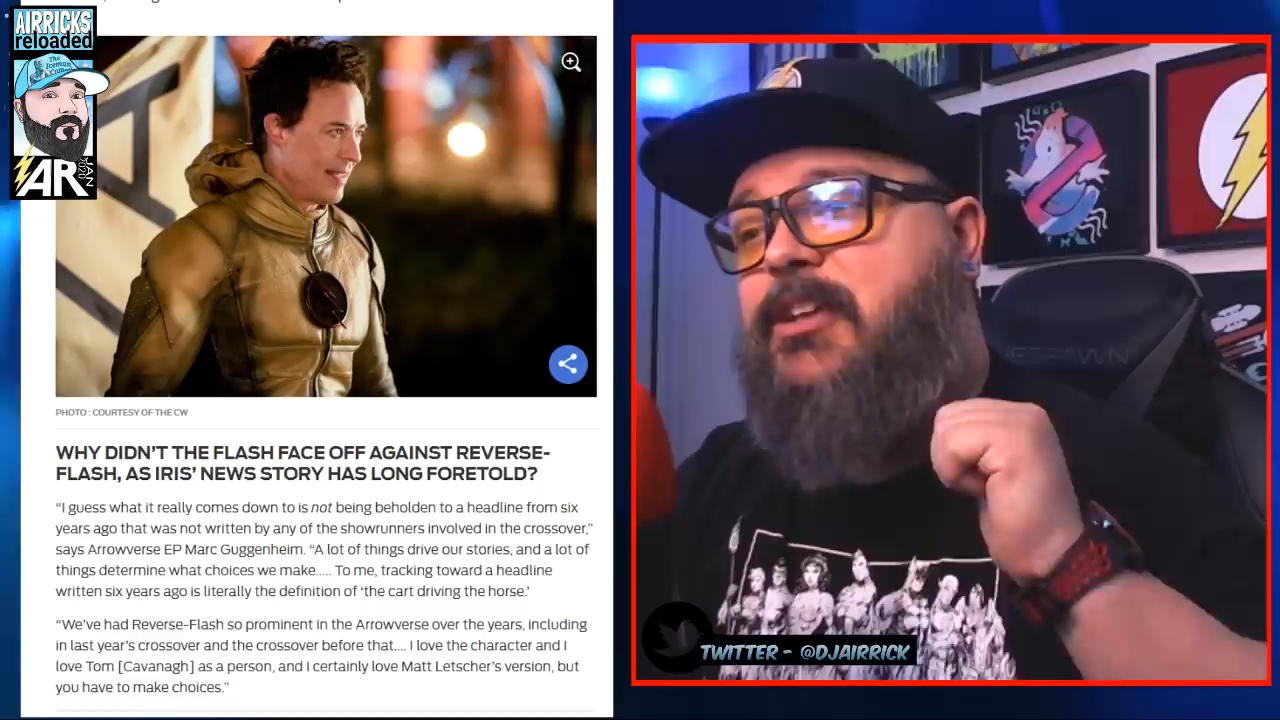 AIRRICKS
reloaded
The
Iceman
AR
JAN
2020
PHOTO : COURTESY OF THE CW
WHY DIDN'T THE FLASH FACE OFF AGAINST REVERSE-
FLASH, AS IRIS' NEWS STORY HAS LONG FORETOLD?
“I guess what it really comes down to is not being beholden to a headline from six
years ago that was not written by any of the showrunners involved in the crossover,”
says Arrowverse EP Marc Guggenheim. “A lot of things drive our stories, and a lot of
things determine what choices we make..... To me, tracking toward a headline
written six years ago is literally the definition of ‘the cart driving the horse.’
“We’ve had Reverse-Flash so prominent in the Arrowverse over the years, including
in last year’s crossover and the crossover before that.... I love the character and I
love Tom [Cavanagh] as a person, and I certainly love Matt Letscher’s version, but
you have to make choices.”
RESPAWN
TWITTER - @DJAIRRICK